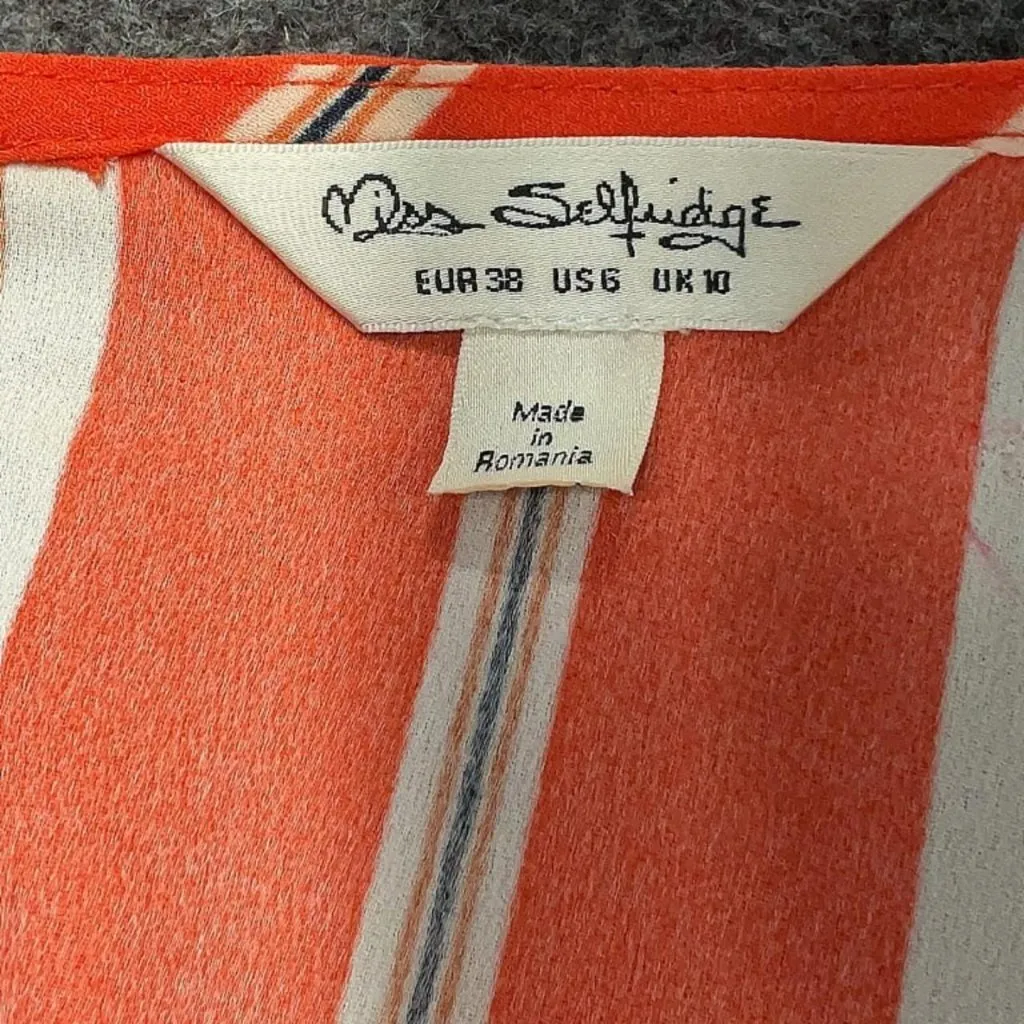 Miss Selfridge
EUR 38 US 6 UK 10
Made
in
Romania